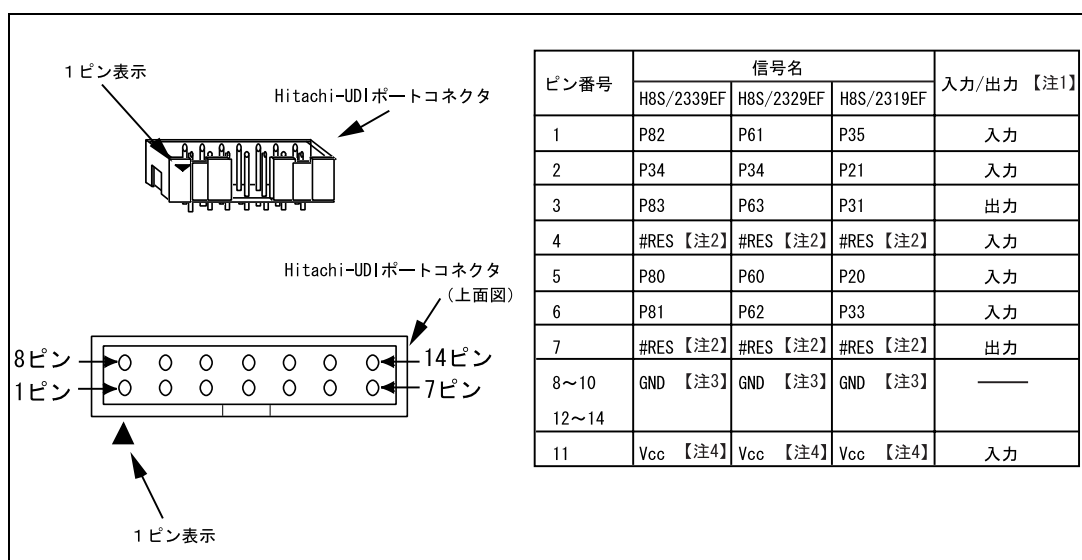 1ピン表示
Hitachi-UDIポートコネクタ
Hitachi-UDIポートコネクタ
(上面図)
8ピン
14ピン
1ピン
7ピン
1ピン表示
ピン番号 信号名 入力/出力 【注1】
H8S/2339EF H8S/2329EF H8S/2319EF
1 P82 P61 P35 入力
2 P34 P34 P21 入力
3 P83 P63 P31 出力
4 #RES 【注2】 #RES 【注2】 #RES 【注2】 入力
5 P80 P60 P20 入力
6 P81 P62 P33 入力
7 #RES 【注2】 #RES 【注2】 #RES 【注2】 出力
8~10 GND 【注3】 GND 【注3】 GND 【注3】 ――
12~14
11 Vcc 【注4】 Vcc 【注4】 Vcc 【注4】 入力